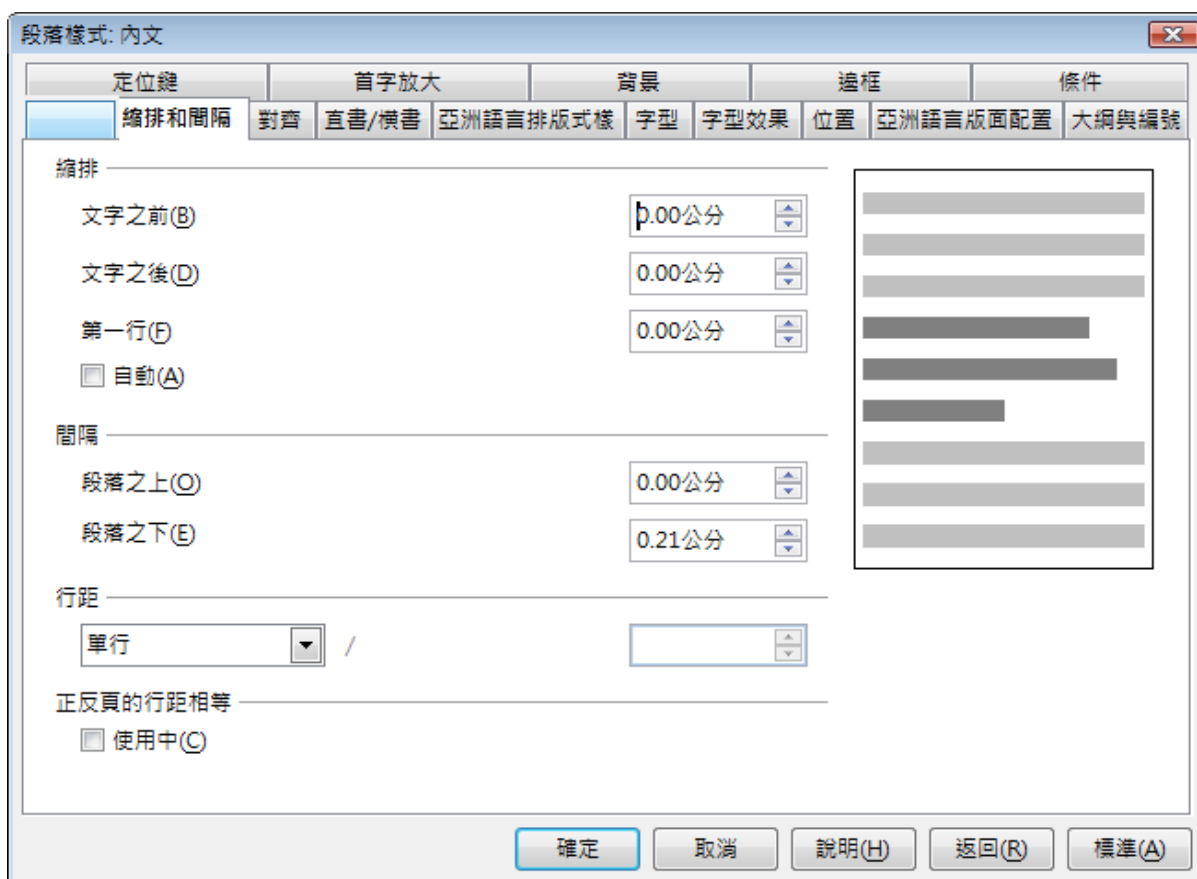 段落樣式: 內文
定位鍵 首字放大 背景 邊框 條件
縮排和間隔 對齊 直書/橫書 亞洲語言排版式樣 字型 字型效果 位置 亞洲語言版面配置 大綱與編號
縮排
文字之前(B) 0.00公分
文字之後(D) 0.00公分
第一行(F) 0.00公分
自動(A)
間隔
段落之上(O) 0.00公分
段落之下(E) 0.21公分
行距
單行 /
正反頁的行距相等
使用中(C)
確定 取消 說明(H) 返回(R) 標準(A)